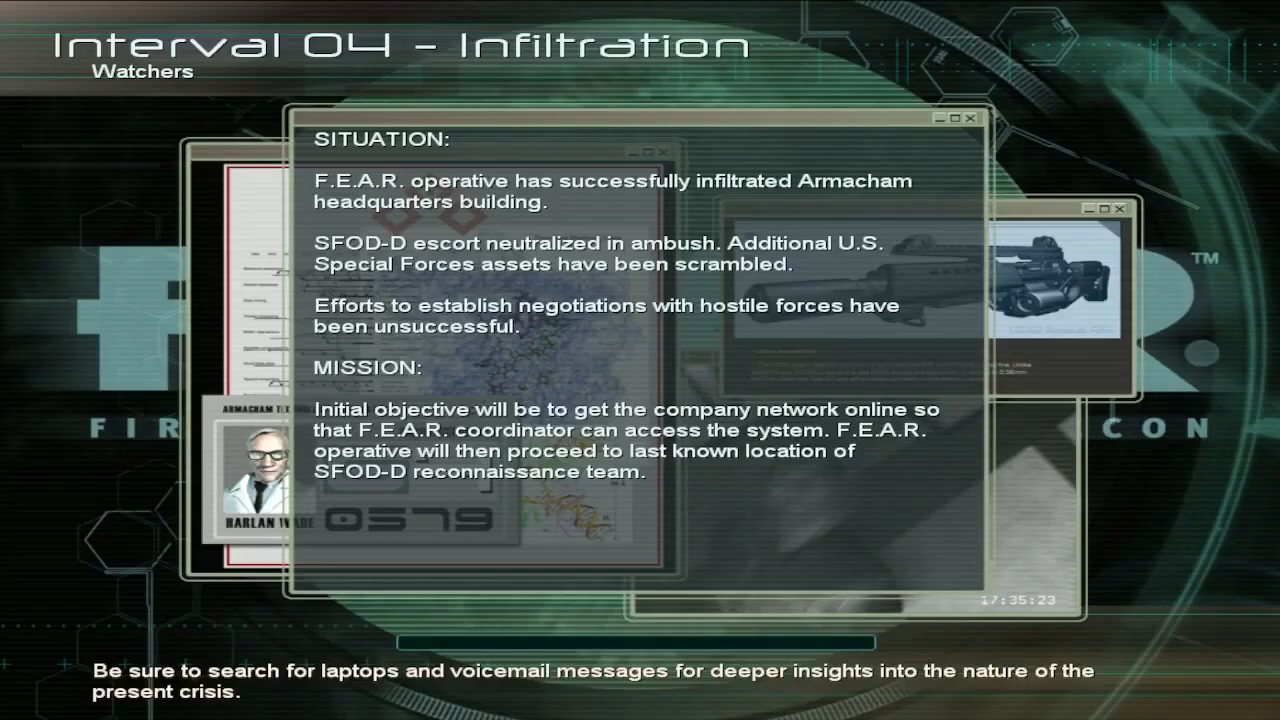 Interval 04 - Infiltration
Watchers
SITUATION:
F.E.A.R. operative has successfully infiltrated Armacham
headquarters building.
SFOD-D escort neutralized in ambush. Additional U.S.
Special Forces assets have been scrambled.
Efforts to establish negotiations with hostile forces have
been unsuccessful.
MISSION:
Initial objective will be to get the company network online so
that F.E.A.R. coordinator can access the system. F.E.A.R.
operative will then proceed to last known location of
SFOD-D reconnaissance team.
TM
FIR
CON
ARMACHAM
HARLAN WADE
0579
17:35:23
Be sure to search for laptops and voicemail messages for deeper insights into the nature of the
present crisis.